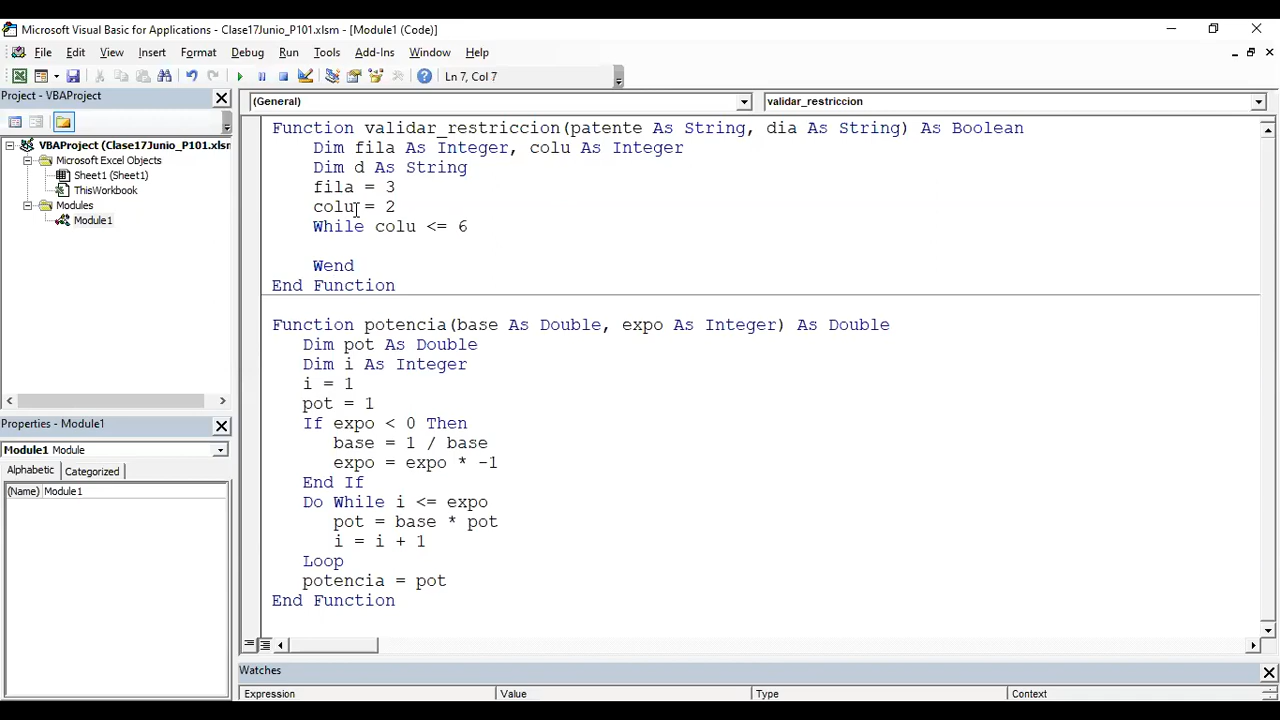 Microsoft Visual Basic for Applications - Clase17Junio_P101.xlsm - [Module1 (Code)]
File Edit View Insert Format Debug Run Tools Add-Ins Window Help
Ln 7, Col 7
Project - VBAProject
VBAProject (Clase17Junio_P101.xlsr
Microsoft Excel Objects
Sheet1 (Sheet1)
ThisWorkbook
Modules
Module1
Properties - Module1
Module1 Module
Alphabetic Categorized
(Name) Module1
(General) validar_restriccion
Function validar_restriccion(patente As String, dia As String) As Boolean
Dim fila As Integer, colu As Integer
Dim d As String
fila = 3
colu = 2
While colu <= 6
Wend
End Function
Function potencia(base As Double, expo As Integer) As Double
Dim pot As Double
Dim i As Integer
i = 1
pot = 1
If expo < 0 Then
base = 1 / base
expo = expo * -1
End If
Do While i <= expo
pot = base * pot
i = i + 1
Loop
potencia = pot
End Function
Watches
Expression Value Type Context